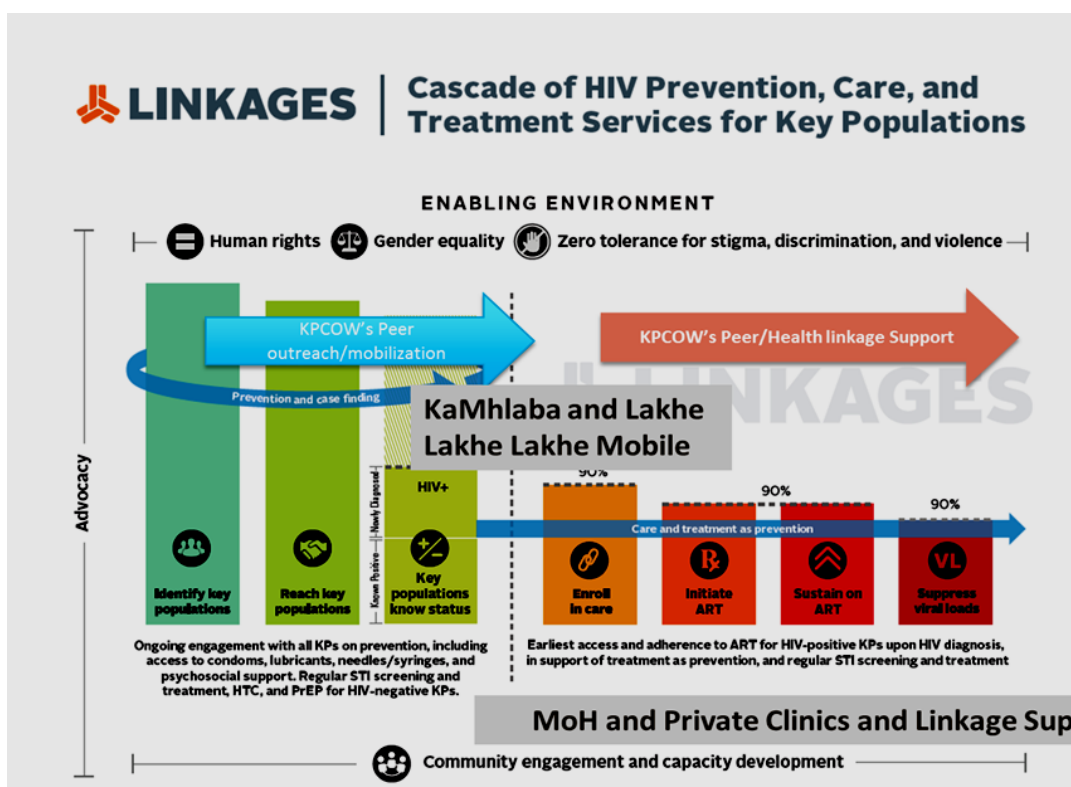 LINKAGES
Cascade of HIV Prevention, Care, and
Treatment Services for Key Populations
ENABLING ENVIRONMENT
Human rights
Gender equality
Zero tolerance for stigma, discrimination, and violence
Advocacy
KPCOW's Peer
outreach/mobilization
KPCOW's Peer/Health linkage Support
Prevention and case finding
LINKAGES
KaMhlaba and Lakhe
Lakhe Lakhe Mobile
90%
90%
90%
Newly Diagnosed
Known Positive
HIV+
Care and treatment as prevention
Identify key
populations
Reach key
populations
Key
populations
know status
Enroll
in care
Rx
Initiate
ART
Sustain on
ART
VL
Suppress
viral loads
Ongoing engagement with all KPs on prevention, including
access to condoms, lubricants, needles/syringes, and
psychosocial support. Regular STI screening and
treatment, HTC, and PrEP for HIV-negative KPs.
Earliest access and adherence to ART for HIV-positive KPs upon HIV diagnosis,
in support of treatment as prevention, and regular STI screening and treatment
MoH and Private Clinics and Linkage Sup
Community engagement and capacity development